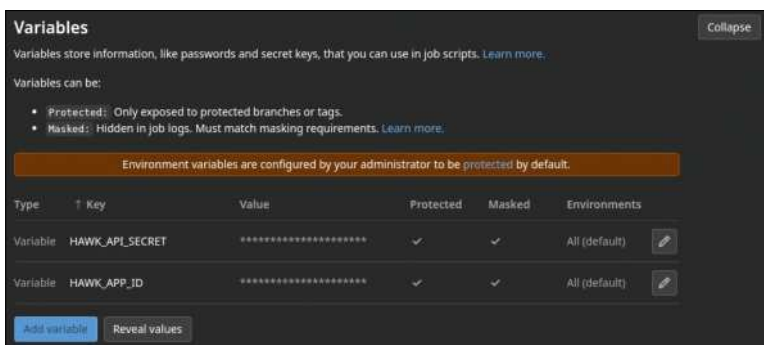 Variables
Collapse
Variables store information, like passwords and secret keys, that you can use in job scripts. Learn more.
Variables can be:
Protected: Only exposed to protected branches or tags.
Masked: Hidden in job logs. Must match masking requirements. Learn more.
Environment variables are configured by your administrator to be protected by default.
Type ↑ Key Value Protected Masked Environments
Variable HAWK_API_SECRET ********************* ✓ ✓ All (default)
Variable HAWK_APP_ID ********************* ✓ ✓ All (default)
Add variable Reveal values